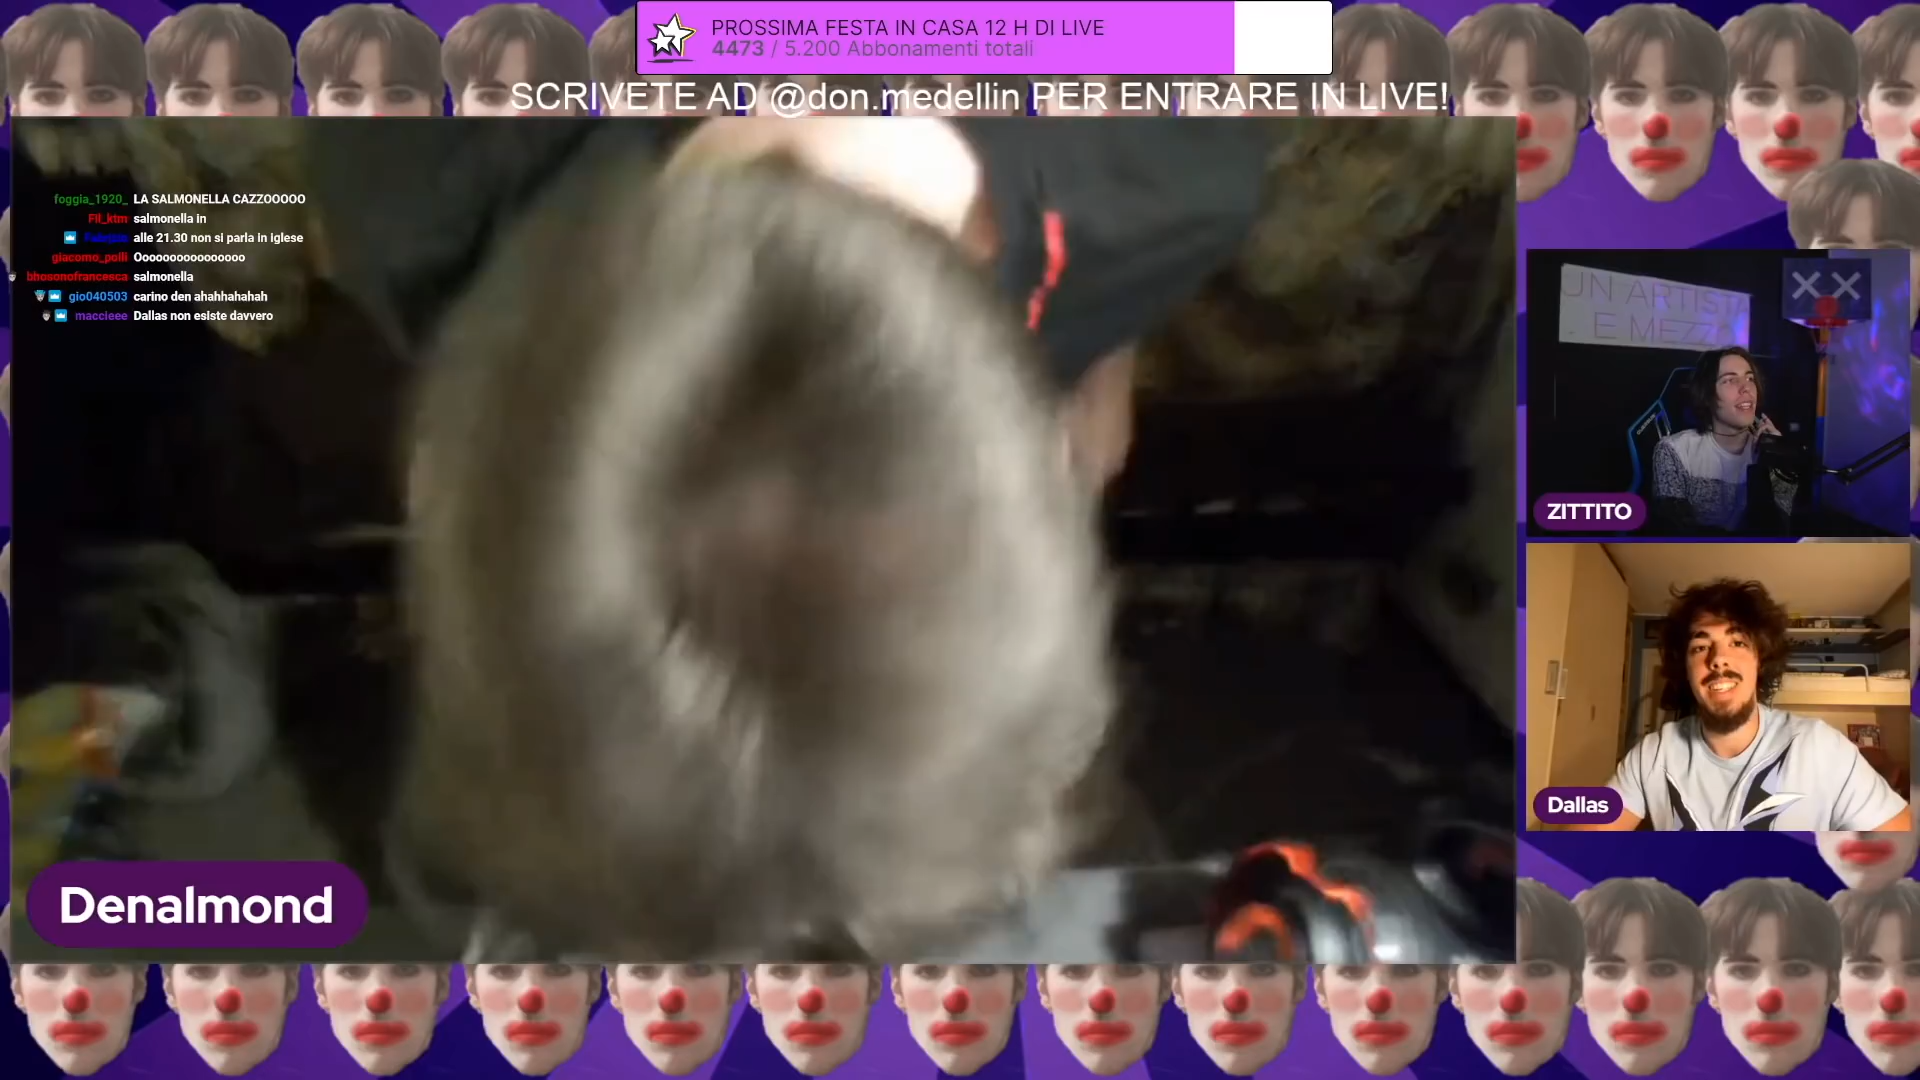 PROSSIMA FESTA IN CASA 12 H DI LIVE
4473 / 5.200 Abbonamenti totali
SCRIVETE AD @don.medellin PER ENTRARE IN LIVE!
foggia_1920_ LA SALMONELLA CAZZOOOOO
Fil_ktm salmonella in
alle 21.30 non si parla in iglese
giacomo_polli Ooooooooooooooo
bhosonofrancesca salmonella
gio040503 carino den ahahhahahah
maccieee Dallas non esiste davvero
UN ARTISTA
E MEZZO
ZITTITO
Dallas
Denalmond